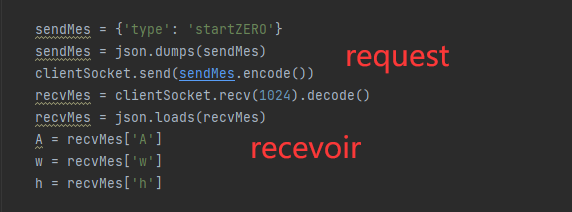 sendMes = {'type': 'startZERO'}
sendMes = json.dumps(sendMes)
clientSocket.send(sendMes.encode())
request
recvMes = clientSocket.recv(1024).decode()
recvMes = json.loads(recvMes)
A = recvMes['A']
recevoir
w = recvMes['w']
h = recvMes['h']